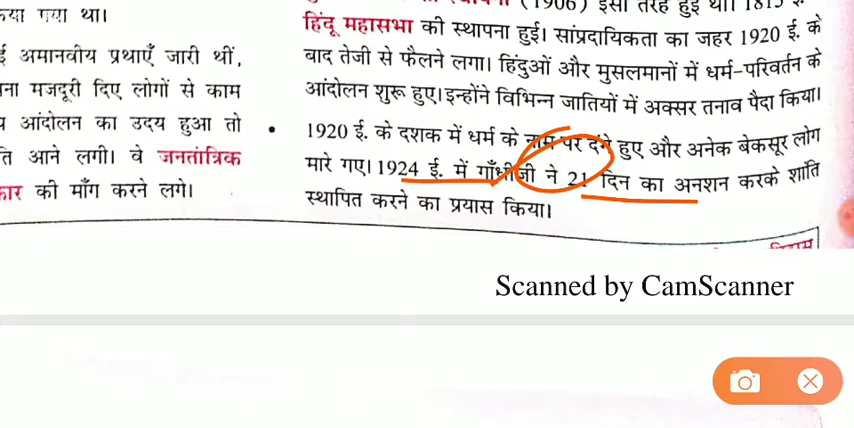 किया गया था।
अमानवीय प्रथाएँ जारी थीं,
मजदूरी दिए लोगों से काम
आंदोलन का उदय हुआ तो
आने लगी। वे जनतांत्रिक
की माँग करने लगे।
(1906) इसी तरह हुई थी। 1915
हिंदू महासभा की स्थापना हुई। सांप्रदायिकता का जहर 1920 ई. के
बाद तेजी से फैलने लगा। हिंदुओं और मुसलमानों में धर्म-परिवर्तन के
आंदोलन शुरू हुए।इन्होंने विभिन्न जातियों में अक्सर तनाव पैदा किया।
• 1920 ई. के दशक में धर्म के नाम पर दंगे हुए और अनेक बेकसूर लोग
मारे गए। 1924 ई. में गाँधीजी ने 21 दिन का अनशन करके शांति
स्थापित करने का प्रयास किया।
Scanned by CamScanner